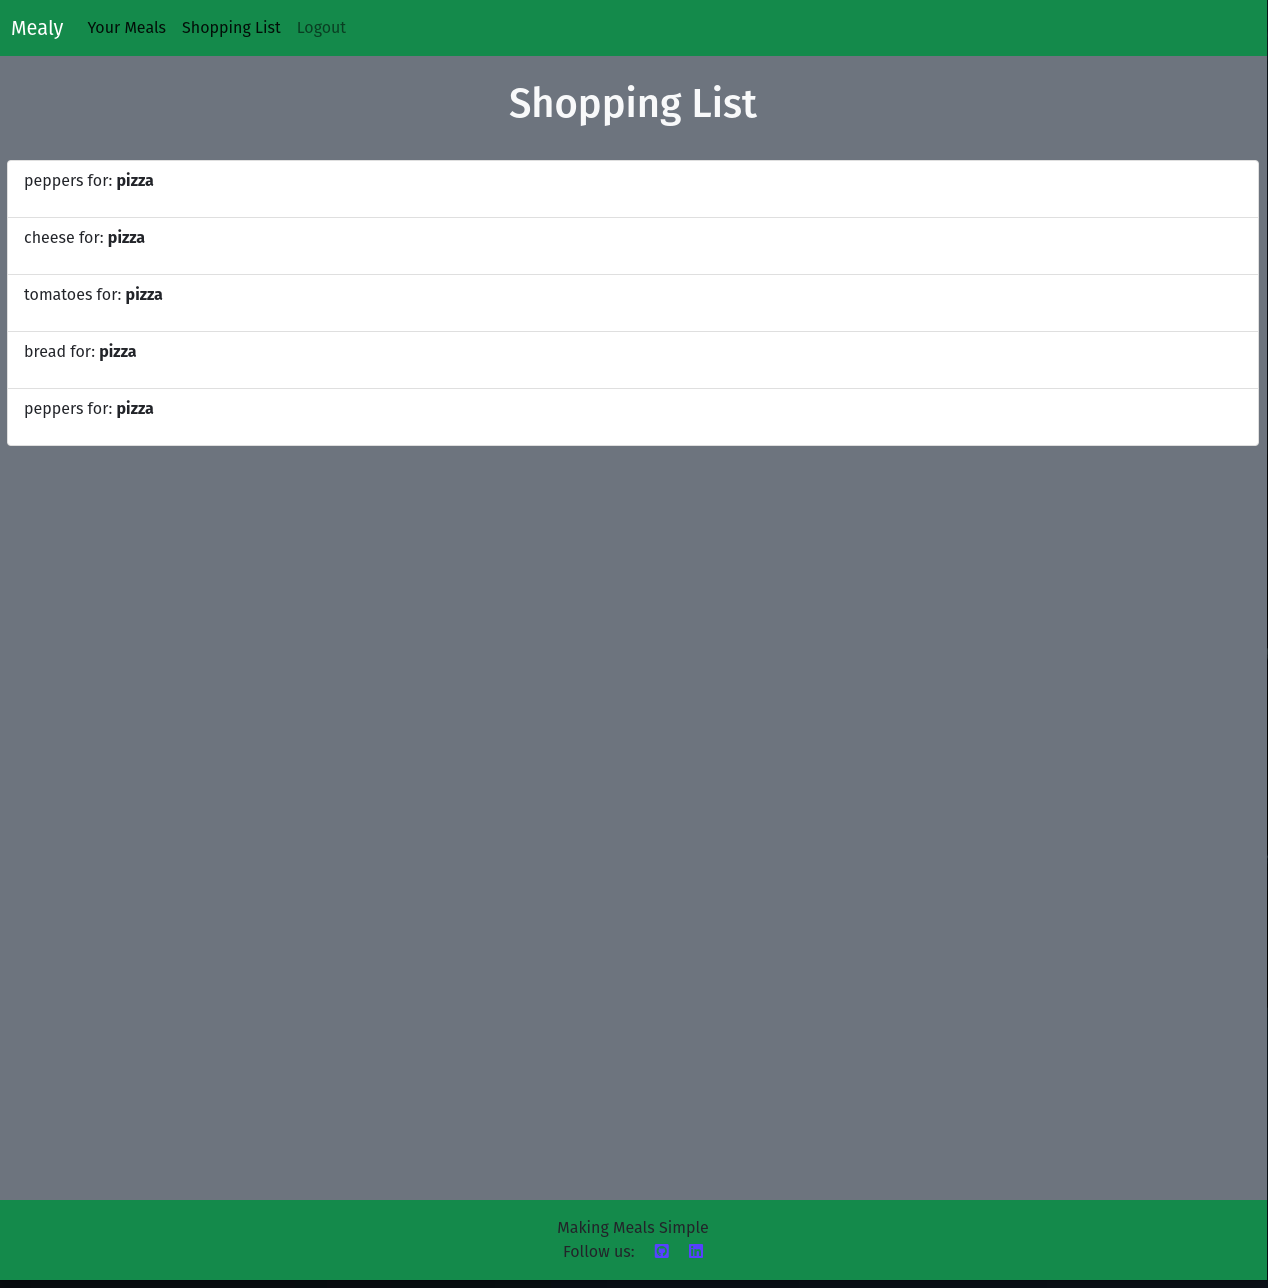 Mealy Your Meals Shopping List Logout
Shopping List
peppers for: pizza
cheese for: pizza
tomatoes for: pizza
bread for: pizza
peppers for: pizza
Making Meals Simple
Follow us: